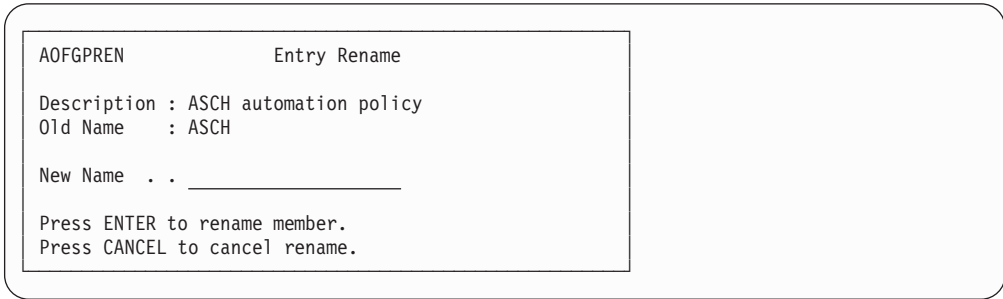 AOFGPREN Entry Rename
Description : ASCH automation policy
Old Name : ASCH
New Name . .
Press ENTER to rename member.
Press CANCEL to cancel rename.